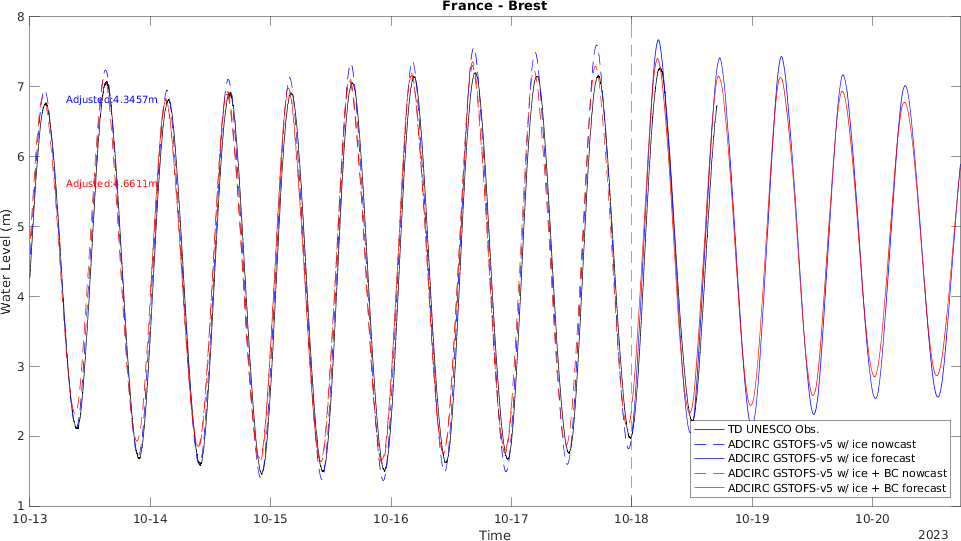 France - Brest
8
7
6
5
4
3
2
1
Water Level (m)
Adjusted:4.3457m
Adjusted:4.6611m
TD UNESCO Obs.
ADCIRC GSTOFS-v5 w/ ice nowcast
ADCIRC GSTOFS-v5 w/ ice forecast
ADCIRC GSTOFS-v5 w/ ice + BC nowcast
ADCIRC GSTOFS-v5 w/ ice + BC forecast
10-13 10-14 10-15 10-16 10-17 10-18 10-19 10-20
Time
2023